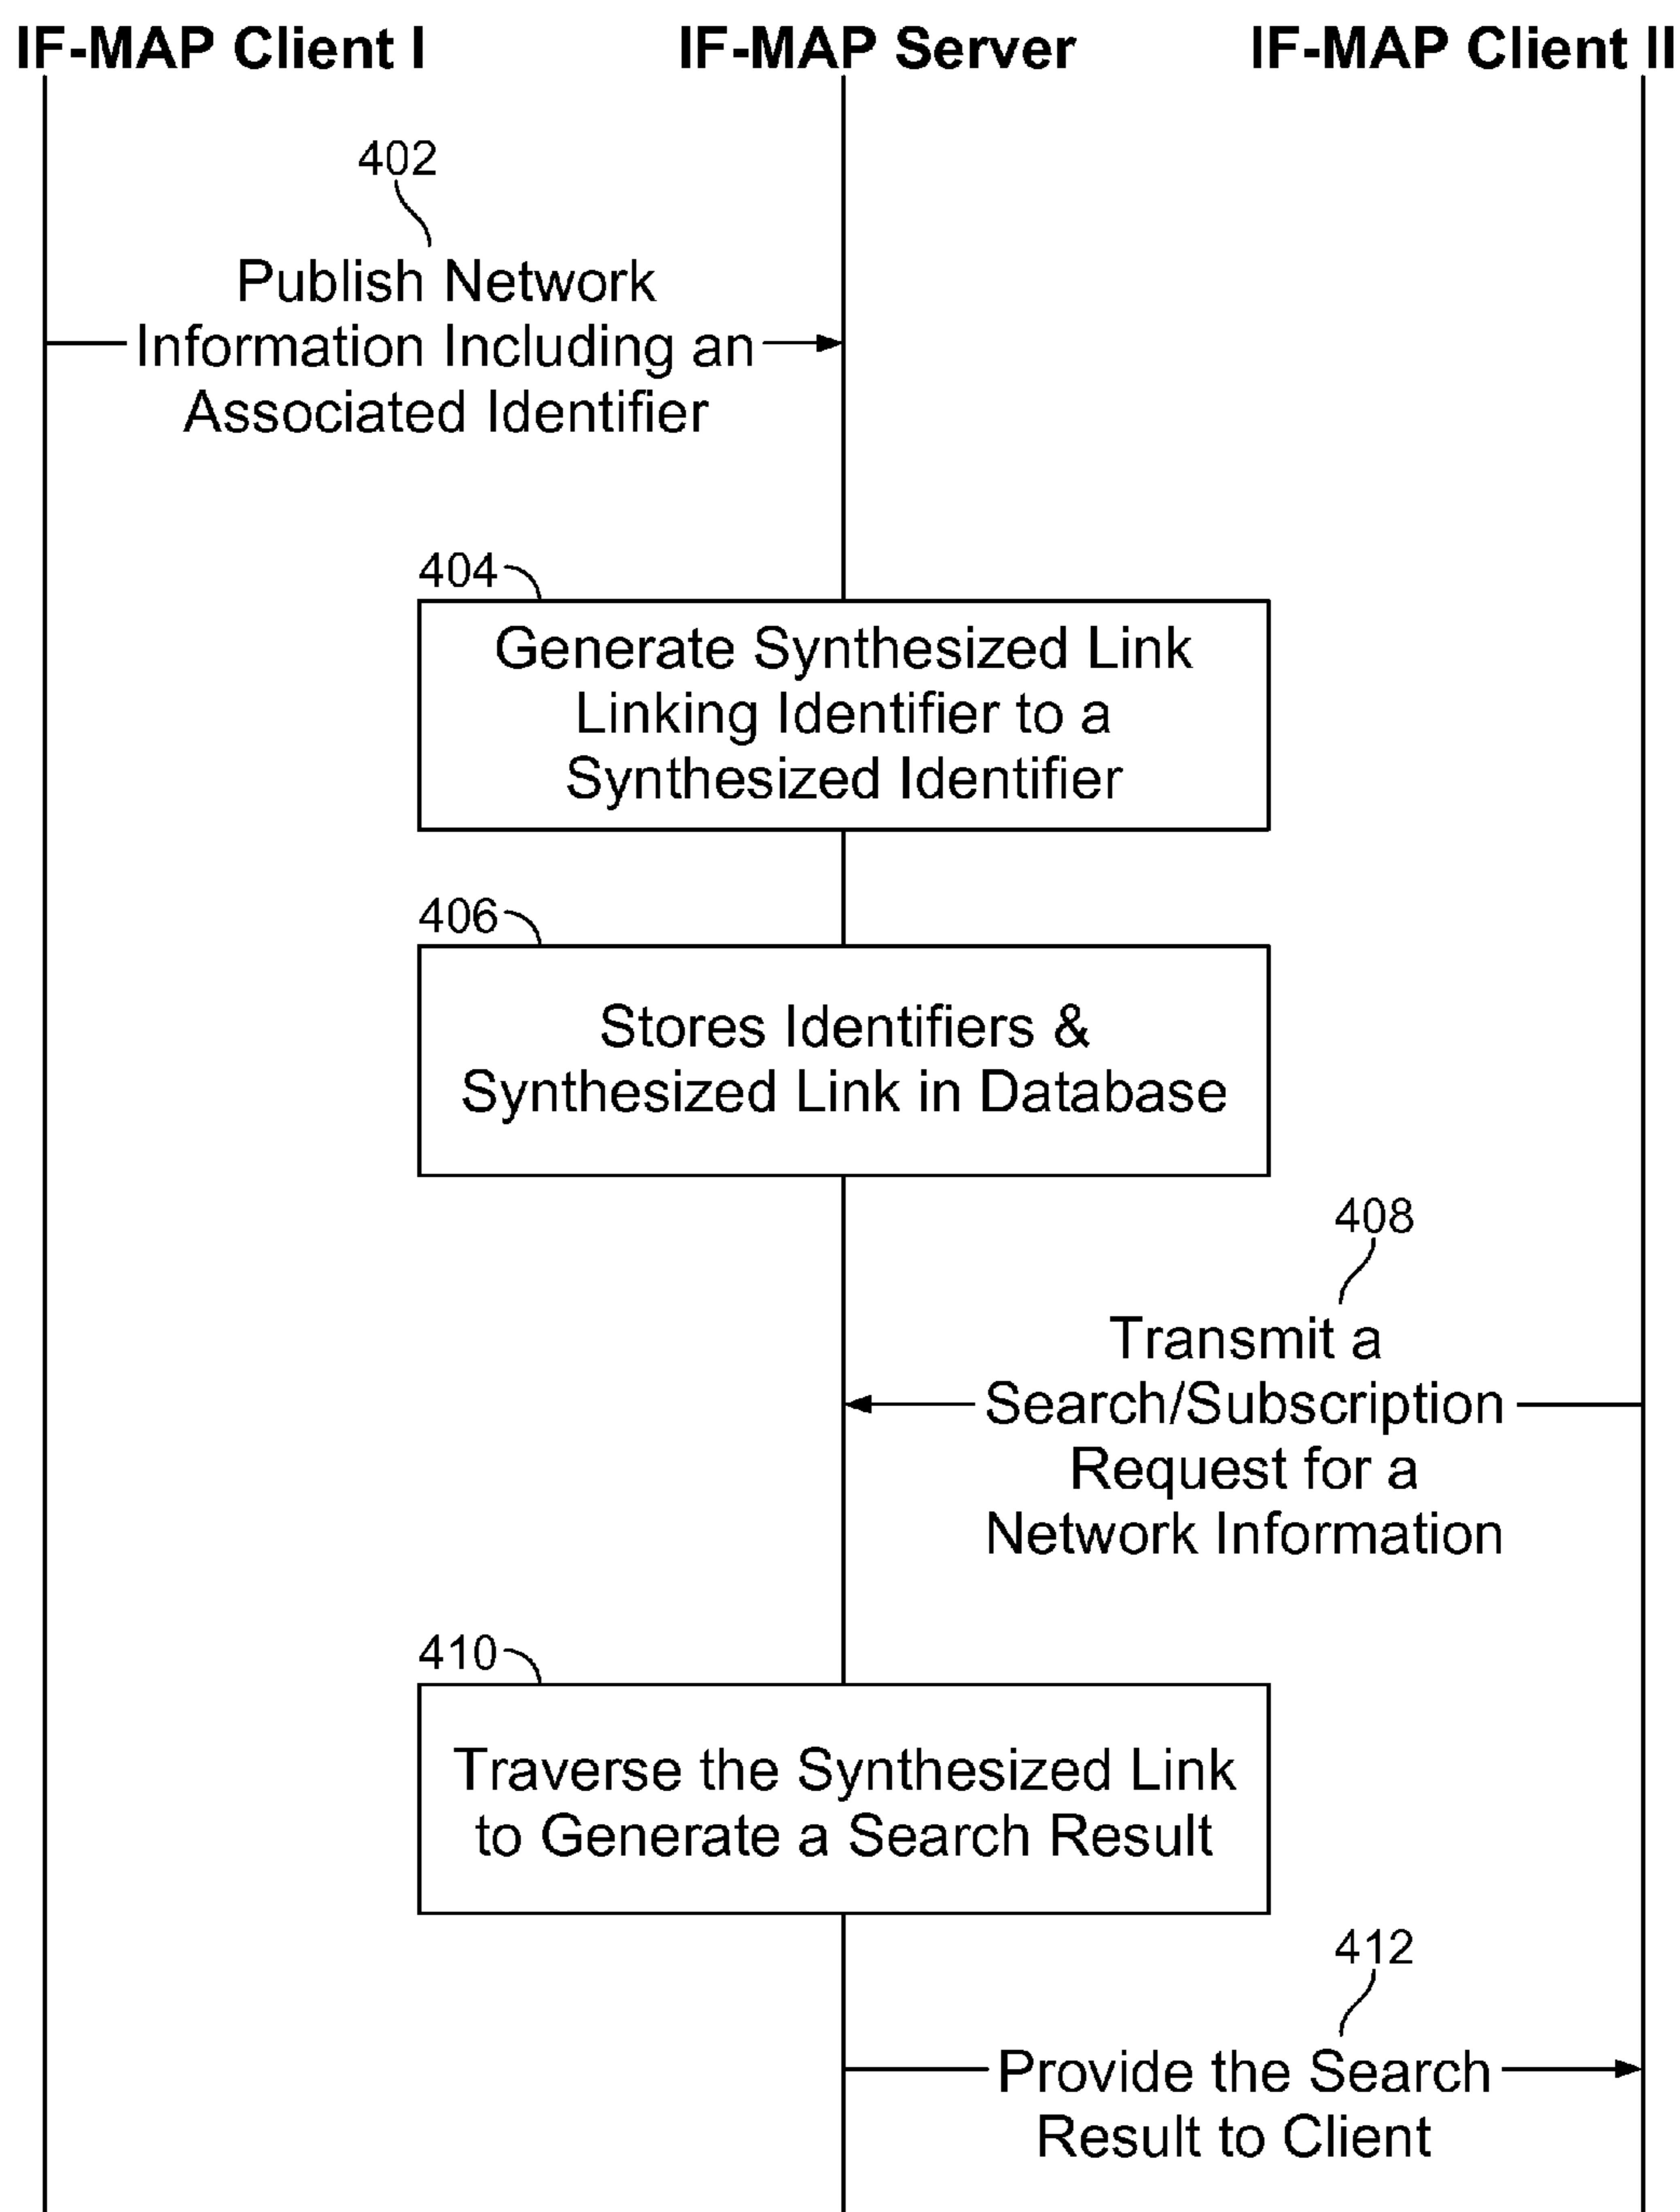 IF-MAP Client I
IF-MAP Server
IF-MAP Client II
402
Publish Network
Information Including an
Associated Identifier
404
Generate Synthesized Link
Linking Identifier to a
Synthesized Identifier
406
Stores Identifiers &
Synthesized Link in Database
408
Transmit a
Search/Subscription
Request for a
Network Information
410
Traverse the Synthesized Link
to Generate a Search Result
412
Provide the Search
Result to Client